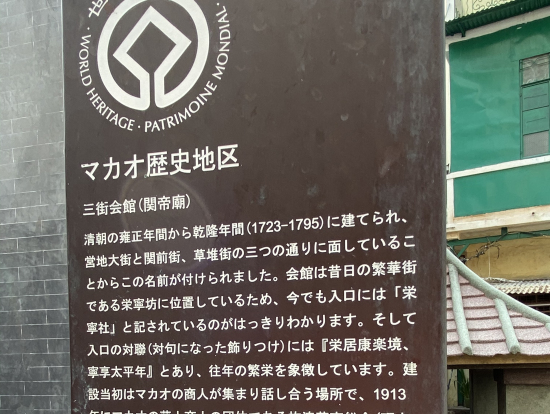 界
WORLD HERITAGE · PATRIMOINE MONDIAL ·
マカオ歴史地区
三街会館(関帝廟)
清朝の雍正年間から乾隆年間(1723-1795)に建てられ、
営地大街と関前街、草堆街の三つの通りに面しているこ
とからこの名前が付けられました。会館は昔日の繁華街
である栄寧坊に位置しているため、今でも入口には「栄
寧社」と記されているのがはっきりわかります。そして
入口の対聯(対句になった飾りつけ)には『栄居康楽境、
寧享太平年』とあり、往年の繁栄を象徴しています。建
設当初はマカオの商人が集まり話し合う場所で、1913